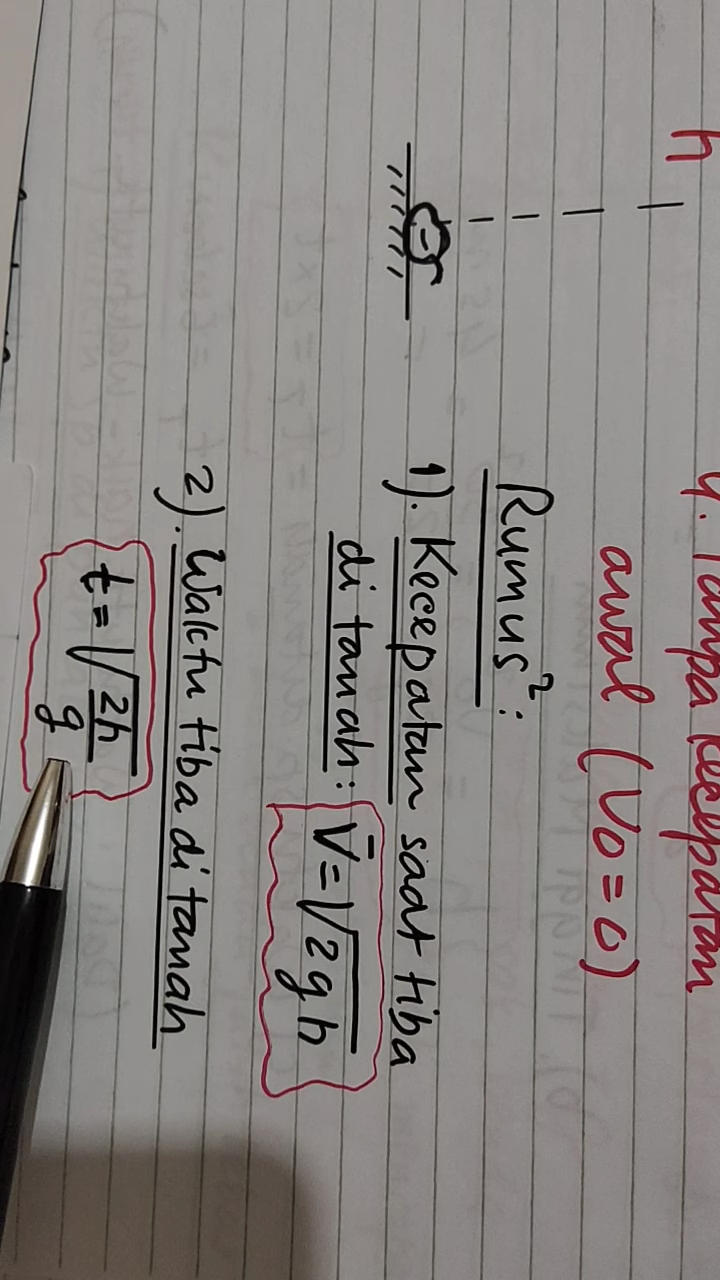 h
4. Tanpa kecepatan
awal (Vo = 0)
Rumus²:
1). Kecepatan saat tiba
di tanah: V̄ = √2gh
2). Waktu tiba di tanah
t = √2h/g